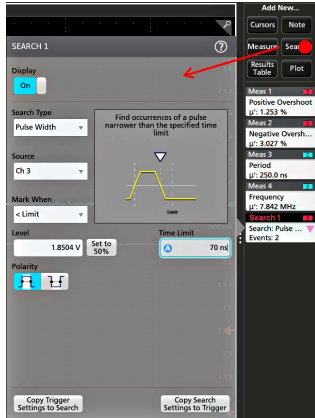 Add New...
Cursors Note
Measure
Results Table Plot
SEARCH 1
Display
On
Search Type
Pulse Width
Find occurrences of a pulse
narrower than the specified time
limit
Limit
Source
Ch 3
Mark When
< Limit
Level
1.8504 V
Set to
50%
Time Limit
70 ns
Polarity
Copy Trigger
Settings to Search
Copy Search
Settings to Trigger
Meas 1
Positive Overshoot
µ': 1.253 %
Meas 2
Negative Oversh...
µ': 3.027 %
Meas 3
Period
µ': 250.0 ns
Meas 4
Frequency
µ': 7.842 MHz
Search 1
Search: Pulse ...
Events: 2